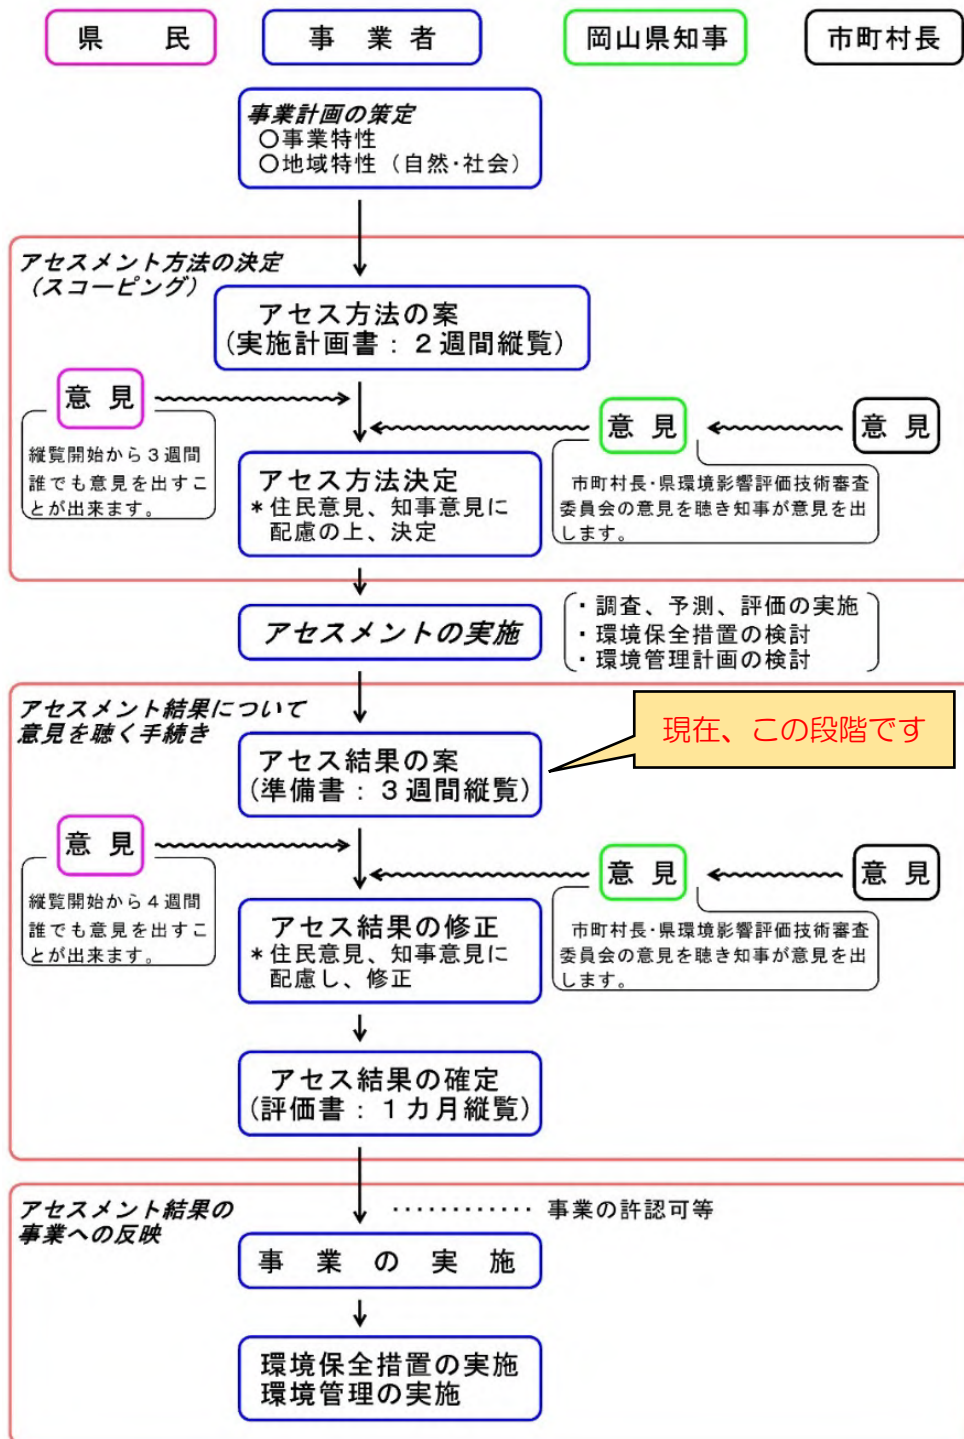 県　　民
事　業　者
岡山県知事
市町村長
事業計画の策定
○事業特性
○地域特性（自然・社会）
アセスメント方法の決定
（スコーピング）
アセス方法の案
(実施計画書：２週間縦覧)
意 見
縦覧開始から３週間
誰でも意見を出すこ
とが出来ます。
意 見
市町村長・県環境影響評価技術審査
委員会の意見を聴き知事が意見を出
します。
意 見
アセス方法決定
＊住民意見、知事意見に
配慮の上、決定
アセスメントの実施
・調査、予測、評価の実施
・環境保全措置の検討
・環境管理計画の検討
アセスメント結果について
意見を聴く手続き
現在、この段階です
アセス結果の案
(準備書：３週間縦覧)
意 見
縦覧開始から４週間
誰でも意見を出すこ
とが出来ます。
意 見
市町村長・県環境影響評価技術審査
委員会の意見を聴き知事が意見を出
します。
意 見
アセス結果の修正
＊住民意見、知事意見に
配慮し、修正
アセス結果の確定
(評価書：１カ月縦覧)
アセスメント結果の
事業への反映
………… 事業の許認可等
事　業　の　実　施
環境保全措置の実施
環境管理の実施